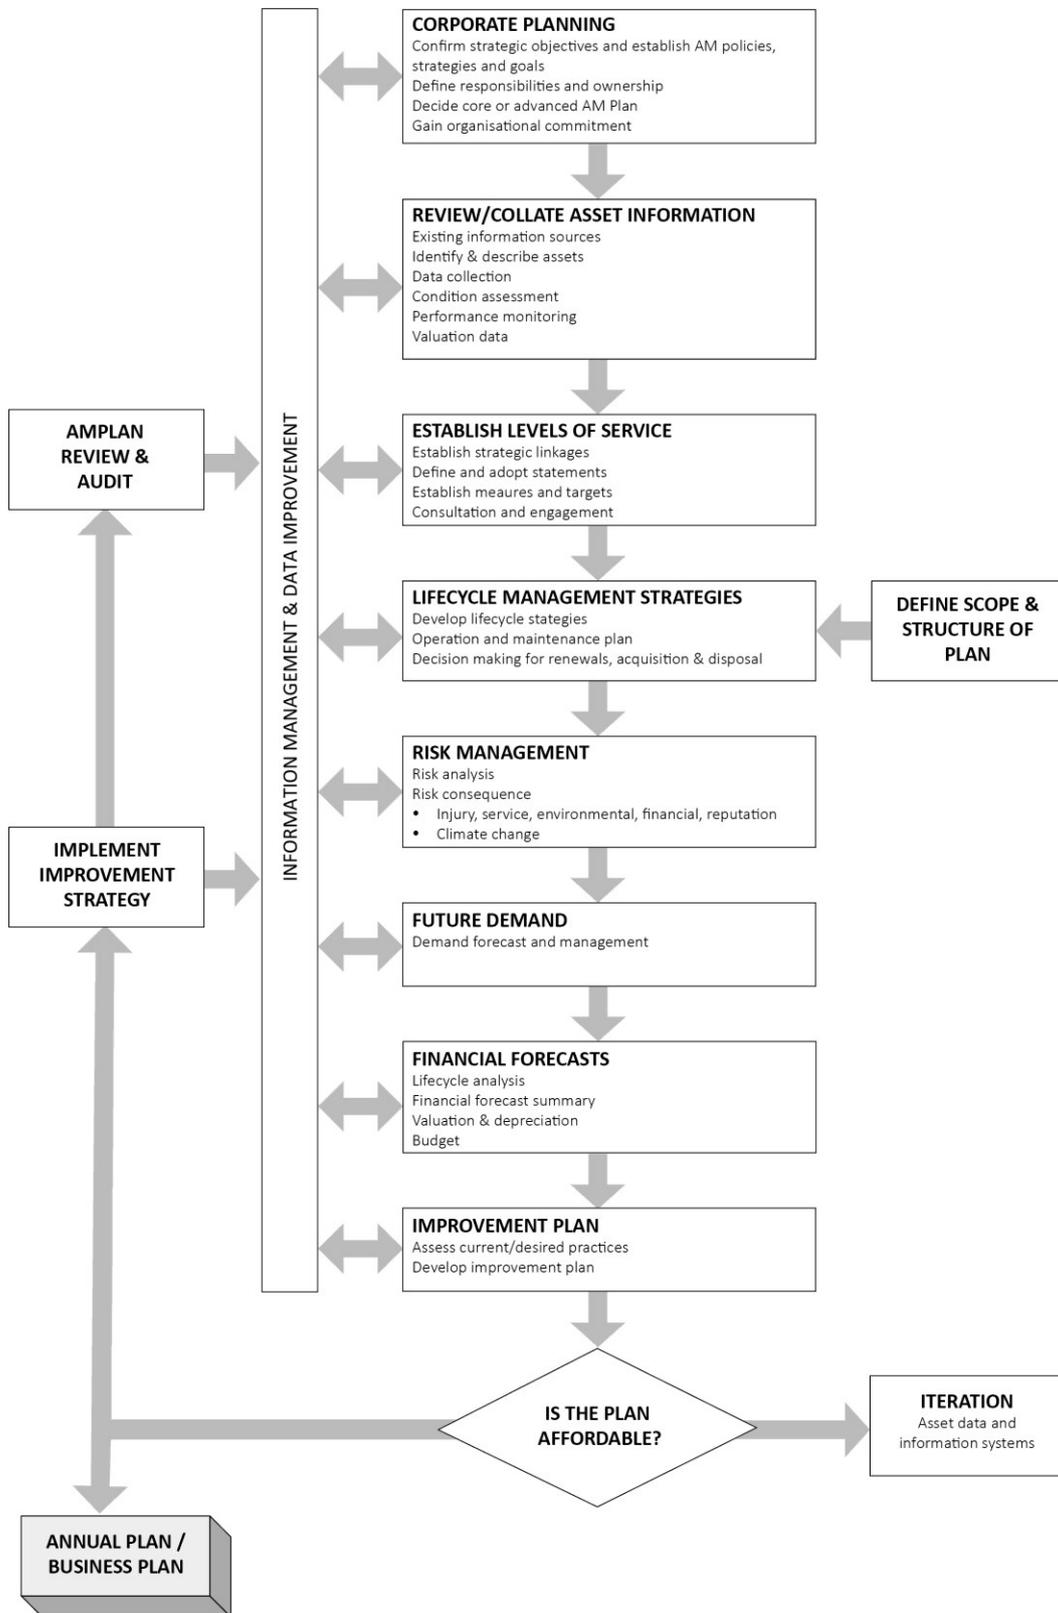 CORPORATE PLANNING
Confirm strategic objectives and establish AM policies,
strategies and goals
Define responsibilities and ownership
Decide core or advanced AM Plan
Gain organisational commitment
REVIEW/COLLATE ASSET INFORMATION
Existing information sources
Identify & describe assets
Data collection
Condition assessment
Performance monitoring
Valuation data
AMPLAN
REVIEW &
AUDIT
INFORMATION MANAGEMENT & DATA IMPROVEMENT
ESTABLISH LEVELS OF SERVICE
Establish strategic linkages
Define and adopt statements
Establish measures and targets
Consultation and engagement
LIFECYCLE MANAGEMENT STRATEGIES
Develop lifecycle stategies
Operation and maintenance plan
Decision making for renewals, acquisition & disposal
DEFINE SCOPE &
STRUCTURE OF
PLAN
RISK MANAGEMENT
Risk analysis
Risk consequence
• Injury, service, environmental, financial, reputation
• Climate change
IMPLEMENT
IMPROVEMENT
STRATEGY
FUTURE DEMAND
Demand forecast and management
FINANCIAL FORECASTS
Lifecycle analysis
Financial forecast summary
Valuation & depreciation
Budget
IMPROVEMENT PLAN
Assess current/desired practices
Develop improvement plan
IS THE PLAN
AFFORDABLE?
ITERATION
Asset data and
information systems
ANNUAL PLAN /
BUSINESS PLAN